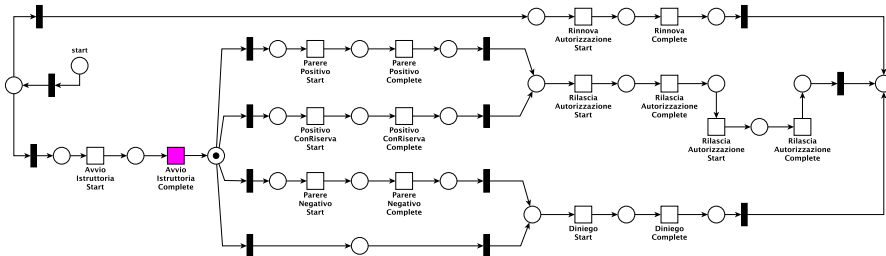 start
Rinnova
Autorizzazione
Start
Rinnova
Complete
Parere
Positivo
Start
Parere
Positivo
Complete
Rilascia
Autorizzazione
Start
Rilascia
Autorizzazione
Complete
Positivo
ConRiserva
Start
Positivo
ConRiserva
Complete
Rilascia
Autorizzazione
Start
Rilascia
Autorizzazione
Complete
Avvio
Istruttoria
Start
Avvio
Istruttoria
Complete
Parere
Negativo
Start
Parere
Negativo
Complete
Diniego
Start
Diniego
Complete